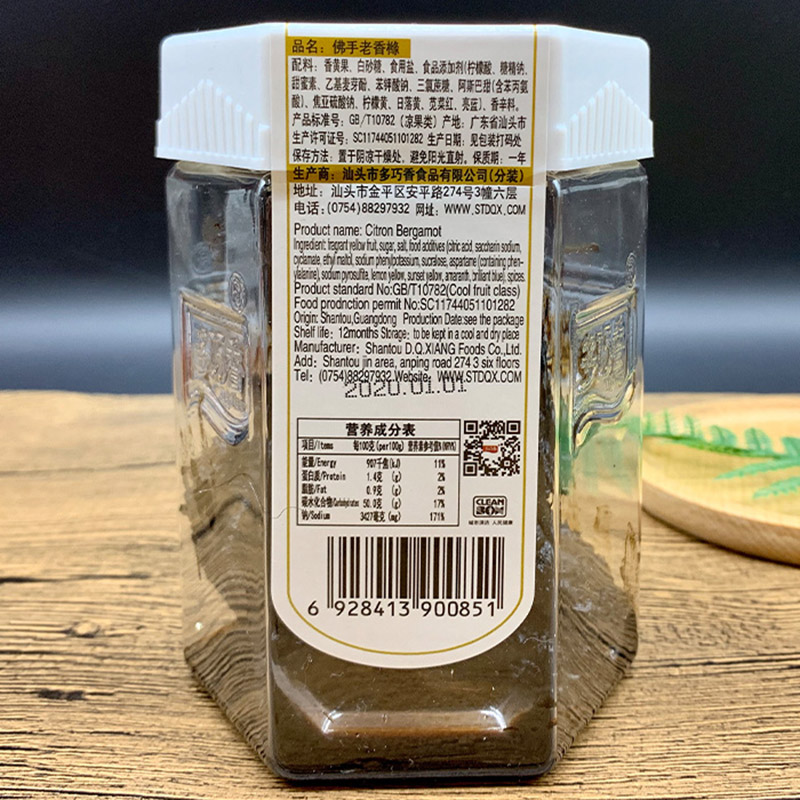 品名：佛手老香橼
配料：香黄果、白砂糖、食用盐、食品添加剂(柠檬酸、糖精钠、
甜蜜素、乙基麦芽酚、苯钾酸钠、三氯蔗糖、阿斯巴甜(含苯丙氨
酸)、焦亚硫酸钠、柠檬黄、日落黄、苋菜红、亮蓝)、香辛料。
产品标准号：GB/T10782 (凉果类) 产地：广东省汕头市
生产许可证号：SC11744051101282 生产日期：见包装打码处
保存方法：置于阴凉干燥处，避免阳光直射。保质期：一年
生产商：汕头市多巧香食品有限公司(分装)
地址：汕头市金平区安平路274号3幢六层
电话：(0754)88297932 网址：WWW.STDQX.COM
Product name: Citron Bergamot
Ingredient: fragrant yellow fruit, sugar, salt, food additives (citric acid, saccharin sodium,
cyclamate, ethyl maltol, sodium phenylpotassium, sucralose, aspartame (containing phen-
ylalanine), sodium pyrosulfite, lemon yellow, sunset yellow, amaranth, brilliant blue), spices.
Product standard No:GB/T10782(Cool fruit class)
Food prodnction permit No:SC11744051101282
Origin: Shantou,Guangdong Production Date:see the package
Shelf life: 12months Storage: to be kept in a cool and dry place
Manufacturer: Shantou D.Q.XIANG Foods Co.,Ltd.
Add: Shantou jin area, anping road 274 3 six floors
Tel: (0754)88297932 Website: WWW.STDQX.COM
2020.01.01
营养成分表
项目/Items 每100克(per100g) 营养素参考值%(NRV%)
能量/Energy 907千焦(kJ) 11%
蛋白质/Protein 1.4克 (g) 2%
脂肪/Fat 0.9克 (g) 2%
碳水化合物/Carbohydrates 50.0克 (g) 17%
钠/Sodium 3427毫克 (mg) 171%
CLEAN
城市清洁 人民健康
6 928413 900851